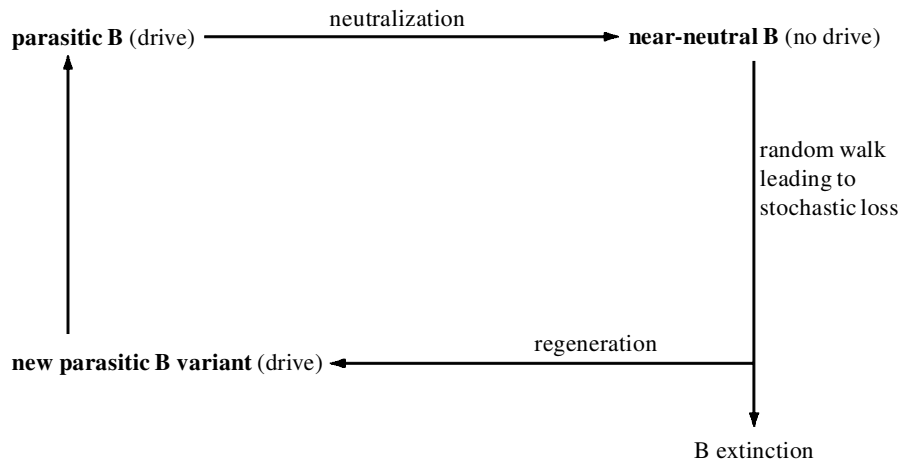 neutralization
parasitic B (drive)
near-neutral B (no drive)
random walk
leading to
stochastic loss
regeneration
new parasitic B variant (drive)
B extinction